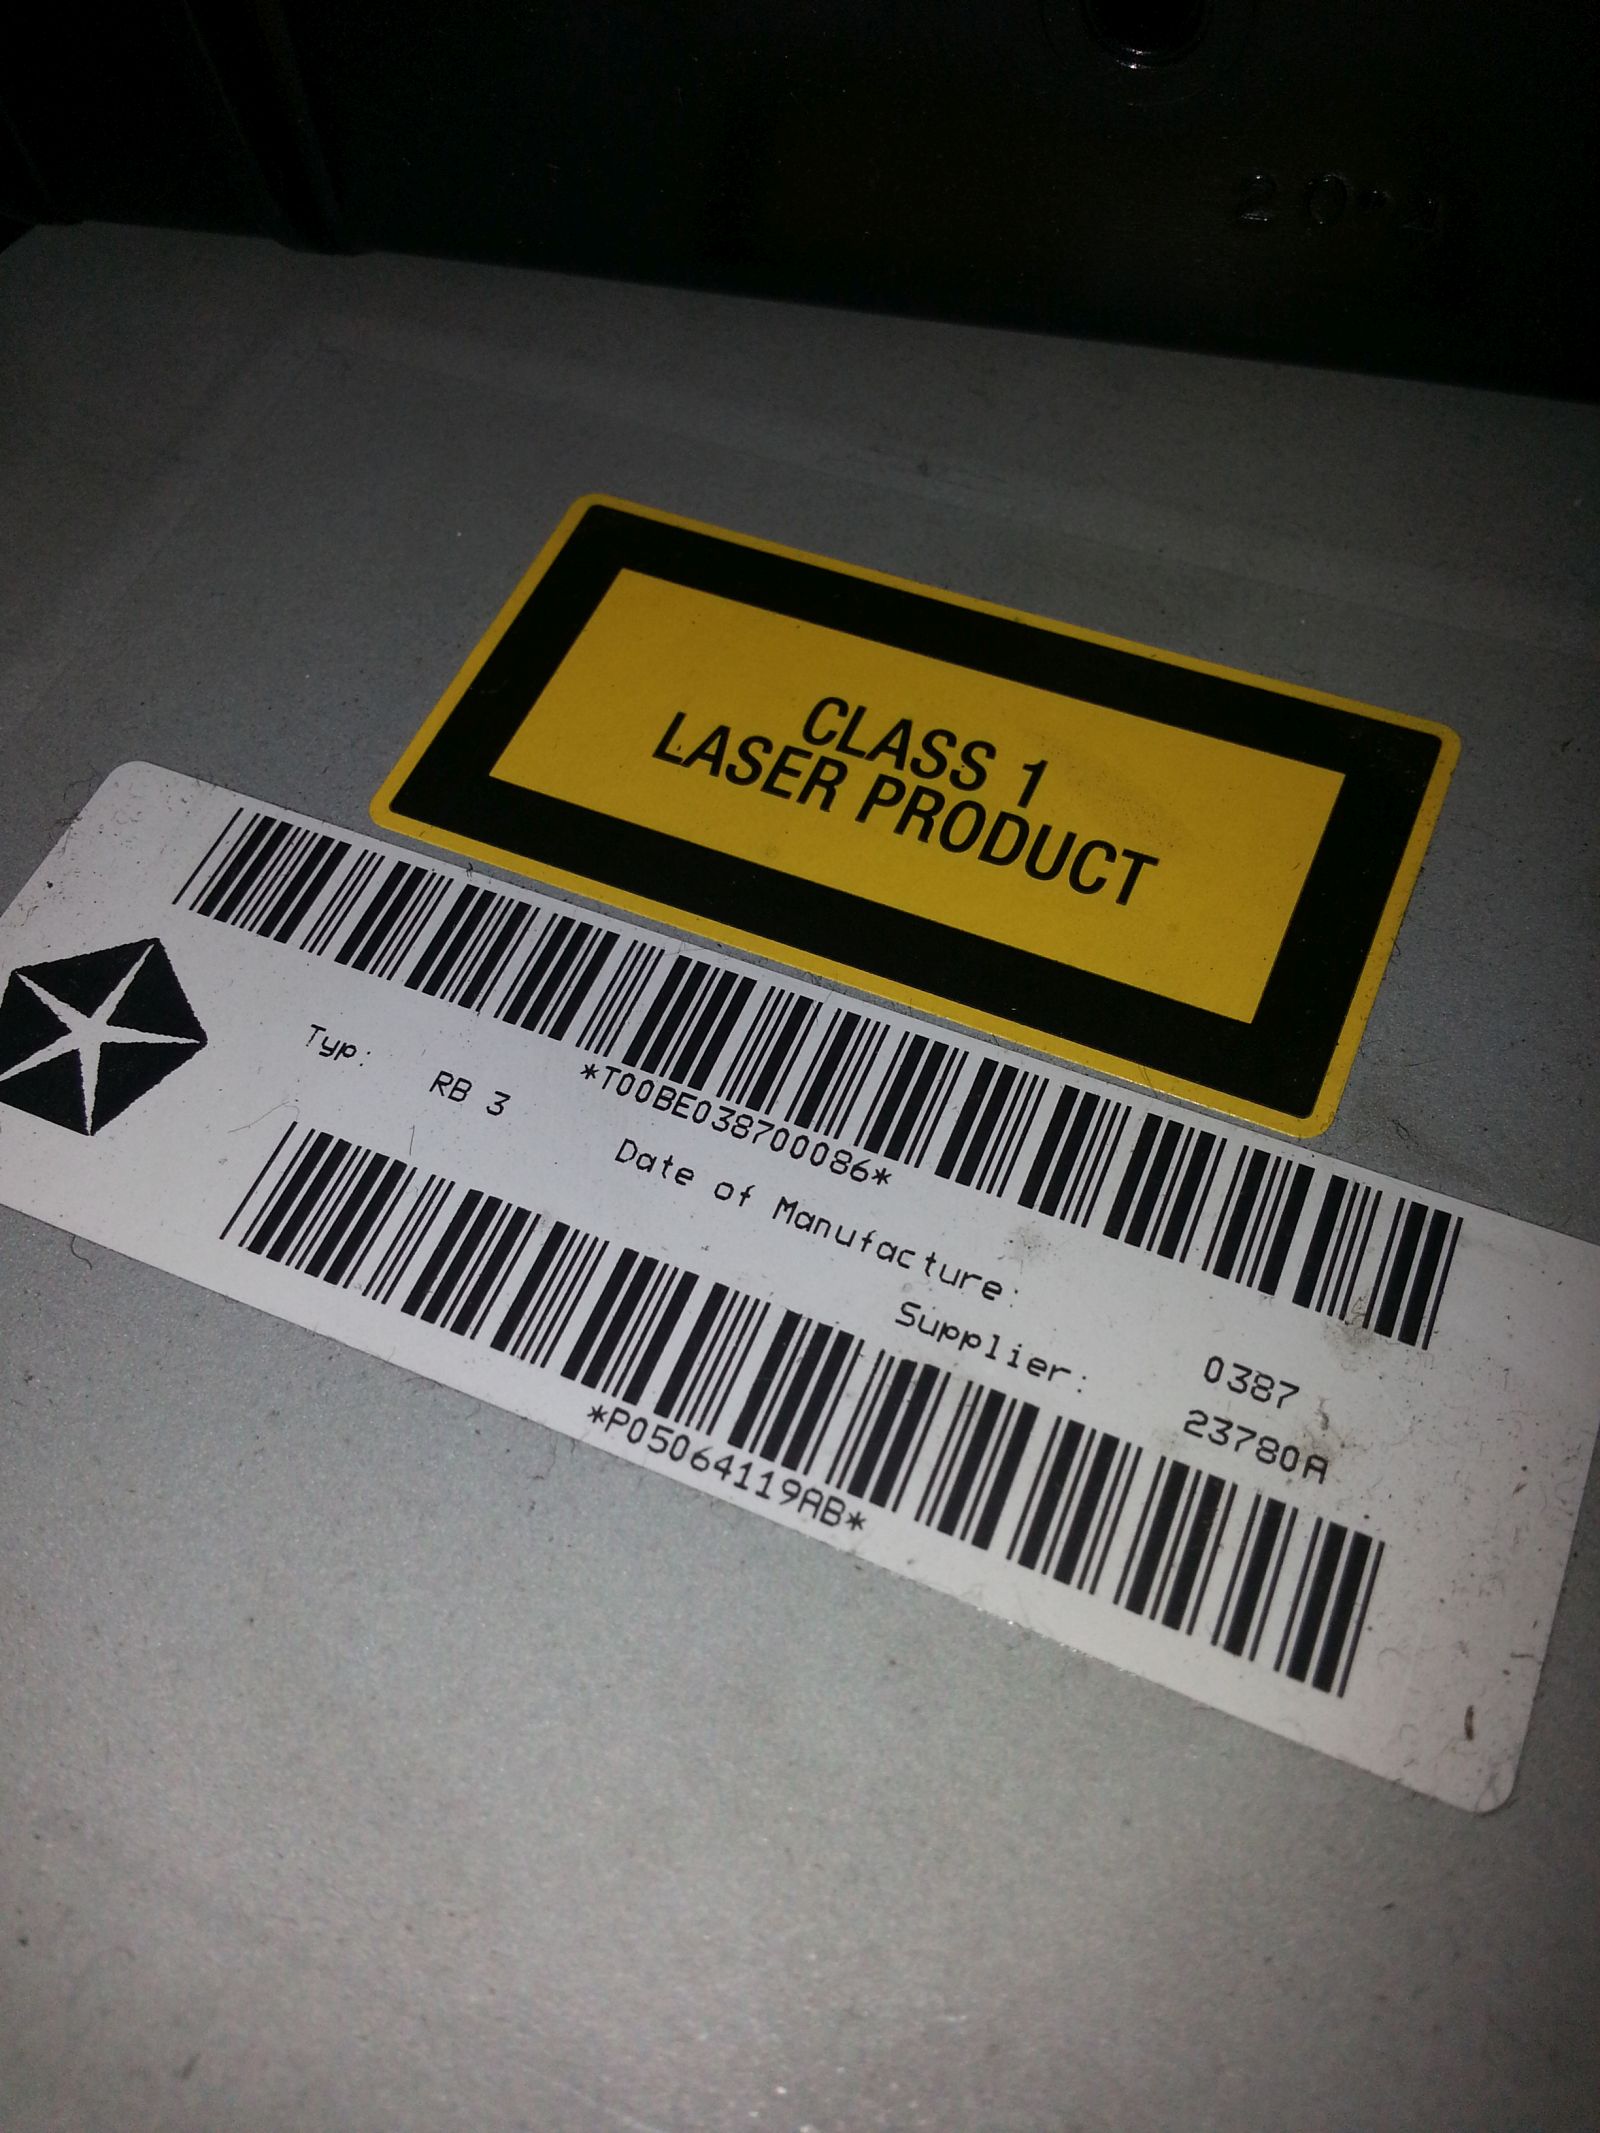 CLASS 1
LASER PRODUCT
*T00BE038700086*
Typ: RB 3
Date of Manufacture: 0387
Supplier: 23780A
*P05064119AB*